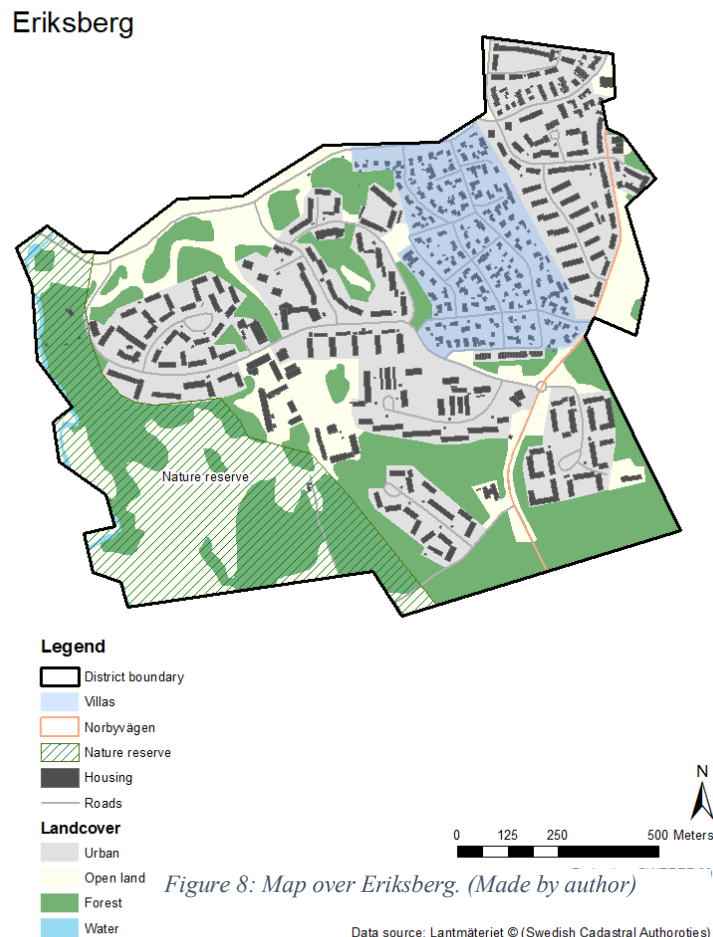 Eriksberg
Nature reserve
Legend
District boundary
Villas
Norbyvägen
Nature reserve
Housing
Roads
Landcover
Urban
Open land
Forest
Water
N
0 125 250 500 Meters
Figure 8: Map over Eriksberg. (Made by author)
Data source: Lantmäteriet © (Swedish Cadastral Authoroties)